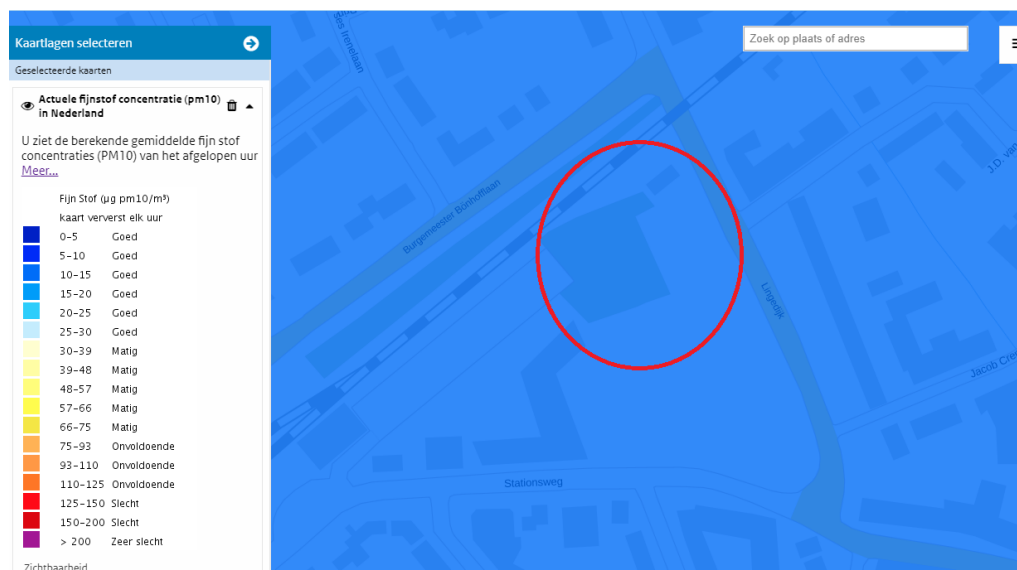 Kaartlagen selecteren
Geselecteerde kaarten
Actuele fijnstof concentratie (pm10)
in Nederland
U ziet de berekende gemiddelde fijn stof
concentraties (PM10) van het afgelopen uur
Meer...
Fijn Stof (µg pm10/m³)
kaart ververst elk uur
0-5 Goed
5-10 Goed
10-15 Goed
15-20 Goed
20-25 Goed
25-30 Goed
30-39 Matig
39-48 Matig
48-57 Matig
57-66 Matig
66-75 Matig
75-93 Onvoldoende
93-110 Onvoldoende
110-125 Onvoldoende
125-150 Slecht
150-200 Slecht
> 200 Zeer slecht
Zichtbaarheid
Zoek op plaats of adres
Irenelaan
J.D. van
Burgemeester Bönhofflaan
Lingedijk
Jacob
Stationsweg